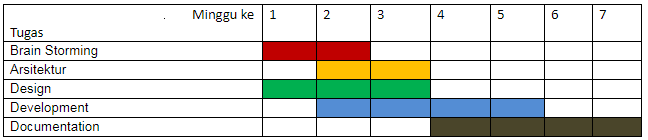 . Minggu ke 1 2 3 4 5 6 7
Tugas
Brain Storming
Arsitektur
Design
Development
Documentation